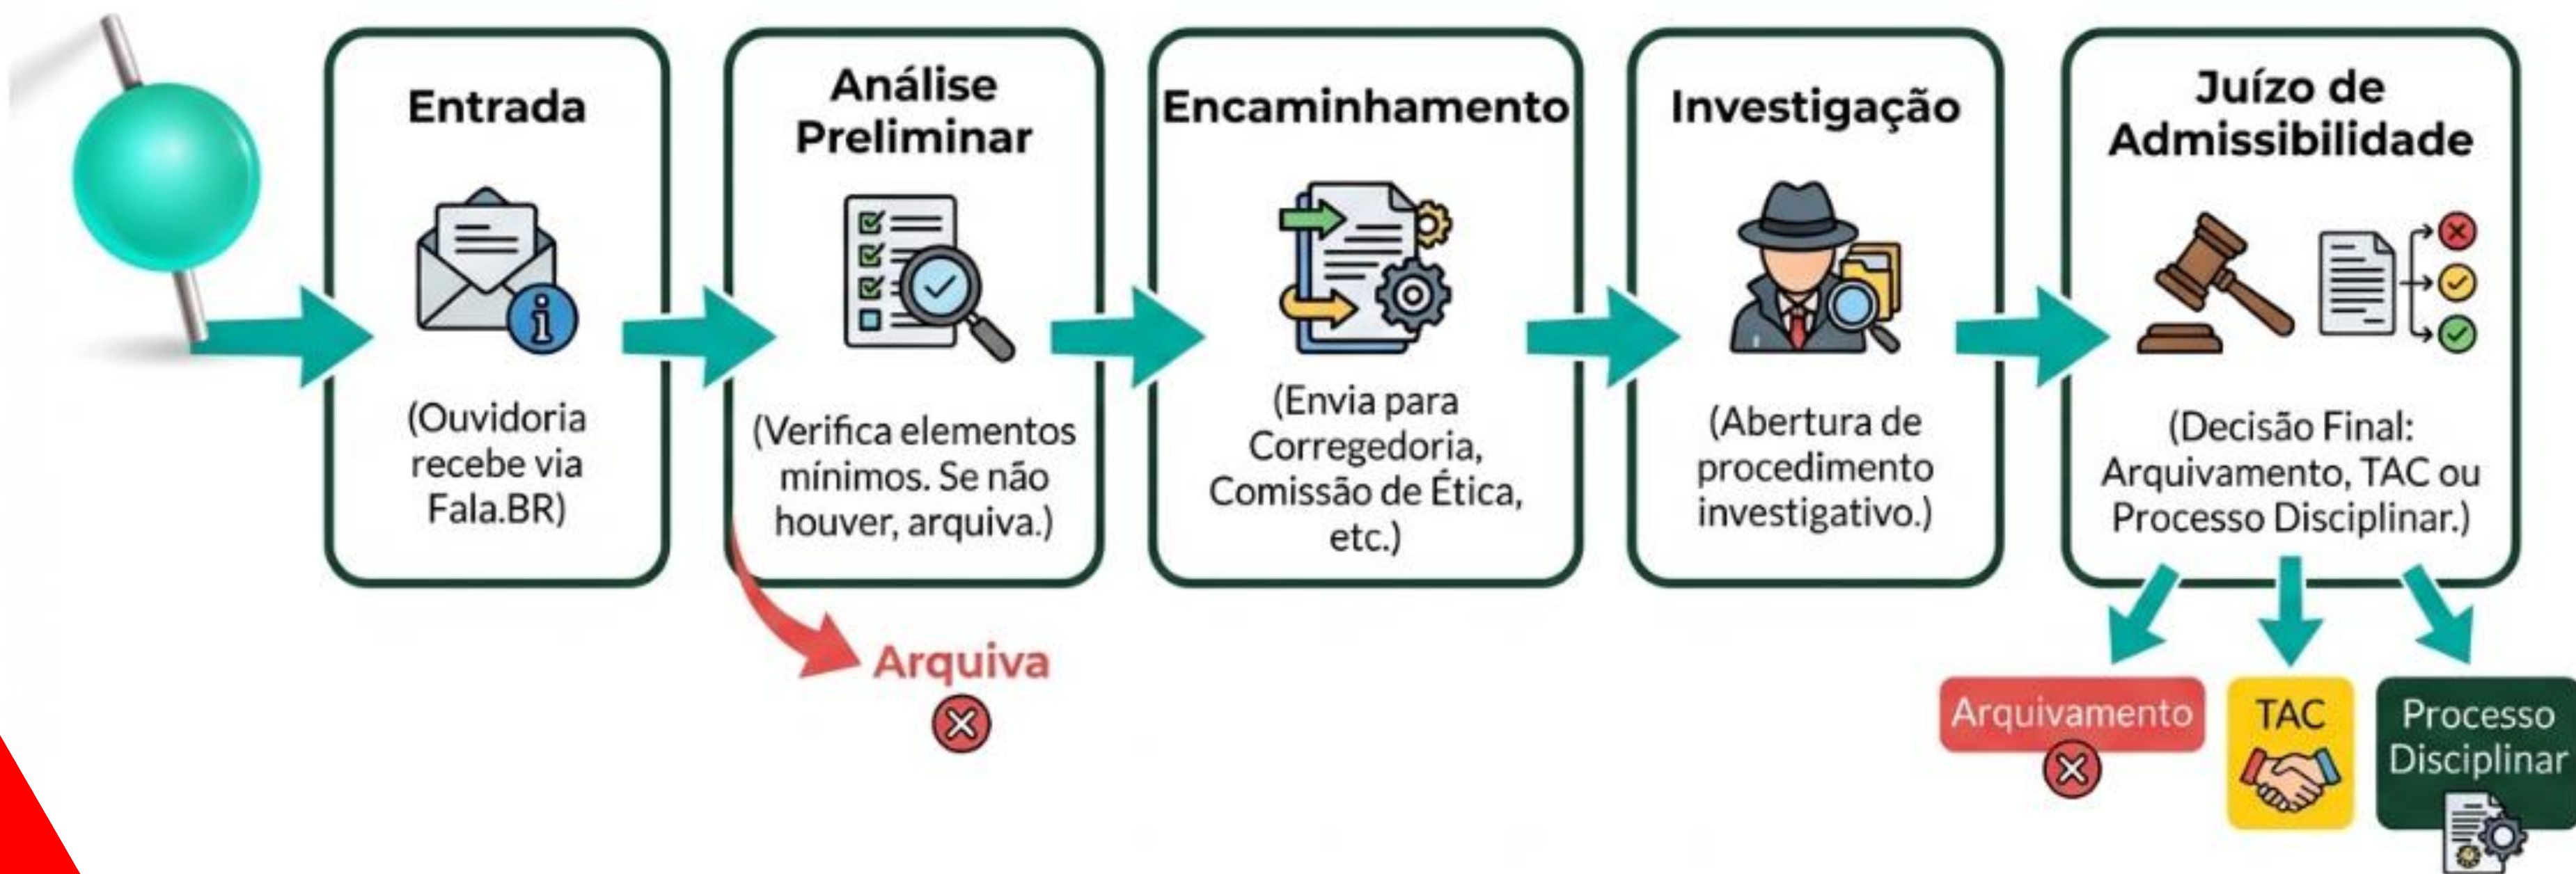 Entrada
(Ouvidoria
recebe via
Fala.BR)
Análise
Preliminar
(Verifica elementos
mínimos. Se não
houver, arquiva.)
Arquiva
Encaminhamento
(Envia para
Corregedoria,
Comissão de Ética,
etc.)
Investigação
(Abertura de
procedimento
investigativo.)
Juízo de
Admissibilidade
(Decisão Final:
Arquivamento, TAC ou
Processo Disciplinar.)
Arquivamento
TAC
Processo
Disciplinar